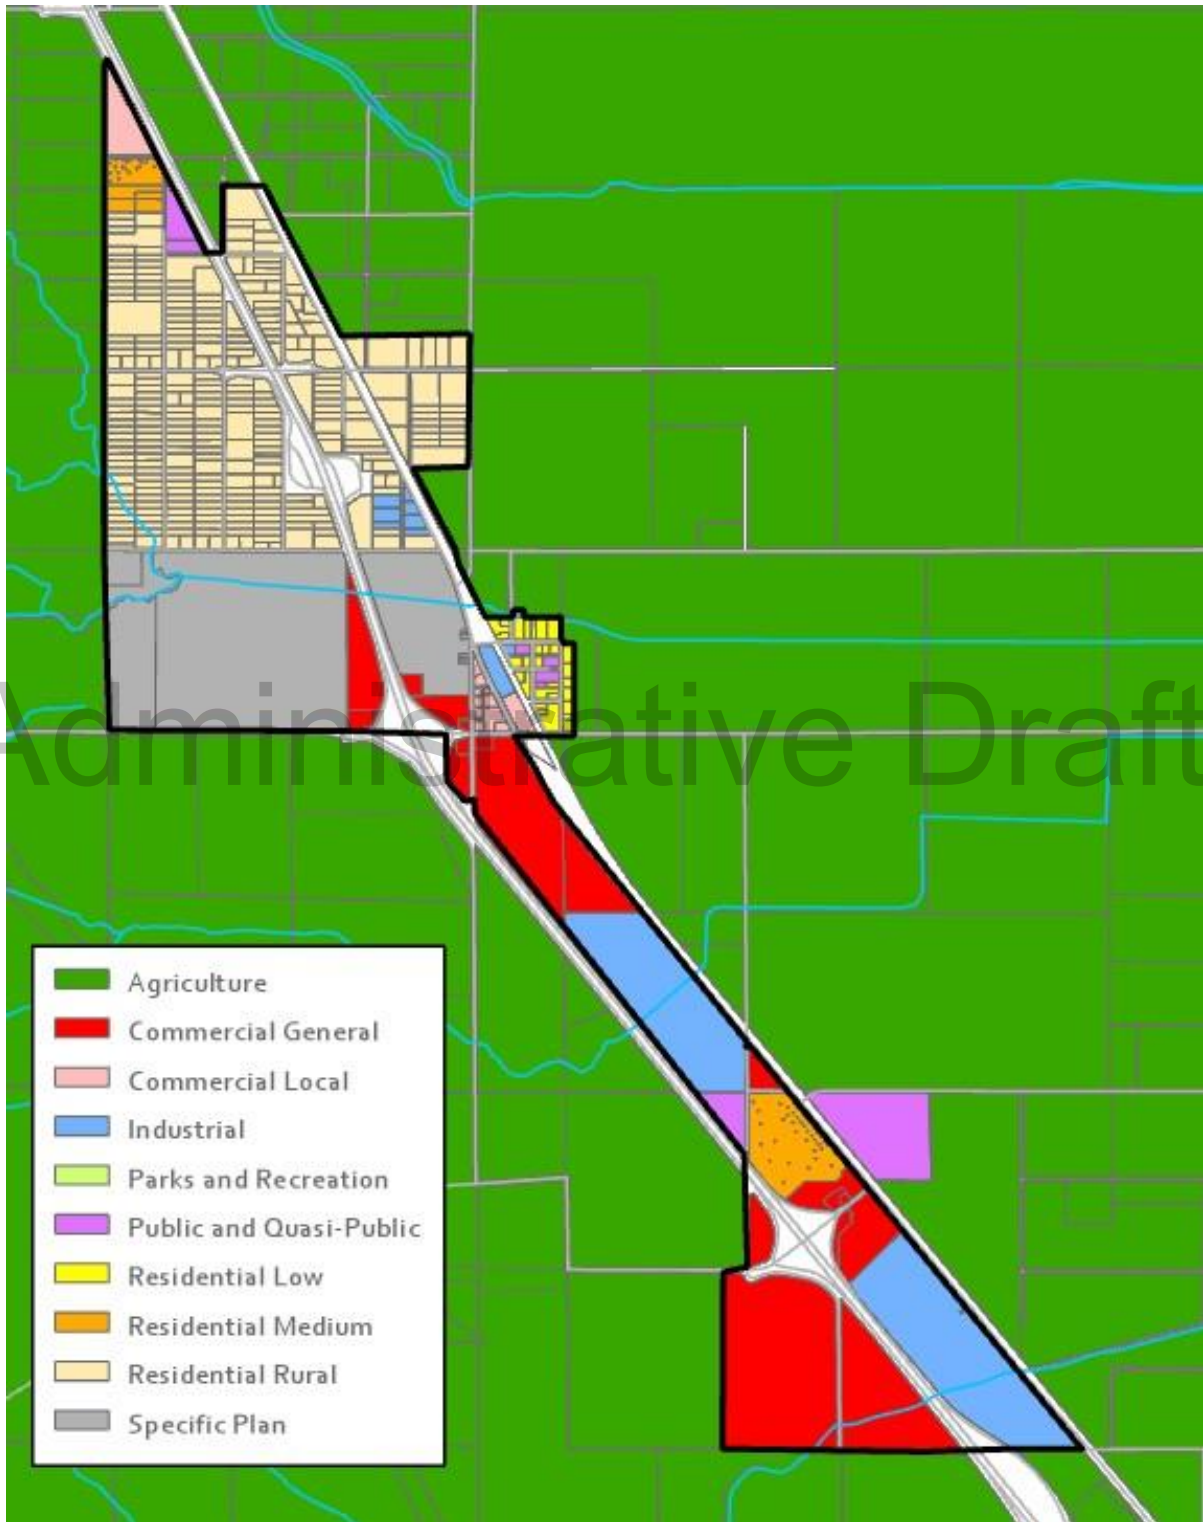 Administrative Draft
Agriculture
Commercial General
Commercial Local
Industrial
Parks and Recreation
Public and Quasi-Public
Residential Low
Residential Medium
Residential Rural
Specific Plan